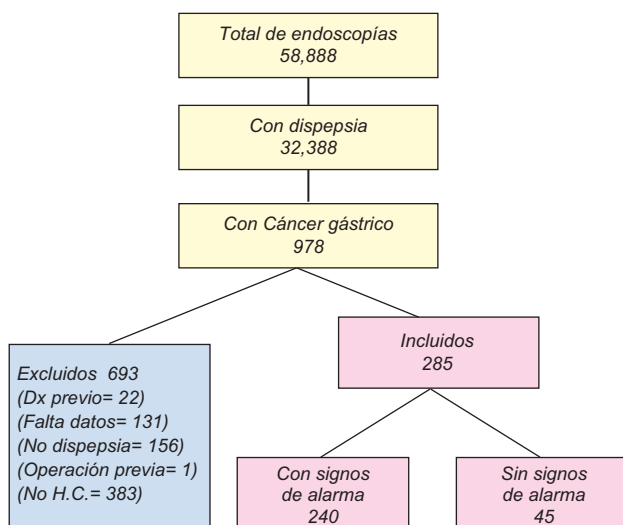 Total de endoscopías
58,888
Con dispepsia
32,388
Con Cáncer gástrico
978
Excluidos 693
(Dx previo= 22)
(Falta datos= 131)
(No dispepsia= 156)
(Operación previa= 1)
(No H.C.= 383)
Incluidos
285
Con signos
de alarma
240
Sin signos
de alarma
45